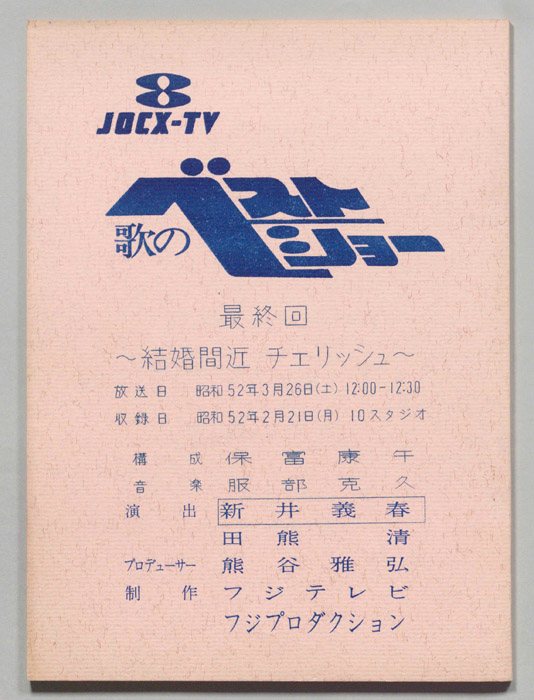 8
JOCX-TV
歌の ベストショー
最終回
～結婚間近 チェリッシュ～
放送日 昭和52年3月26日(土) 12:00-12:30
収録日 昭和52年2月21日(月) 10スタジオ
構成 保富康午
音楽 服部克久
演出 新井義春
田熊清
プロデューサー 熊谷雅弘
制作 フジテレビ
フジプロダクション